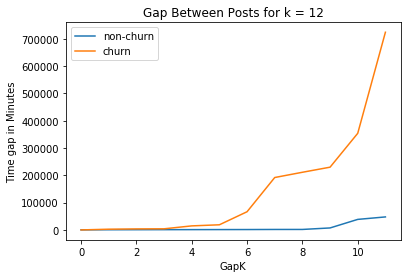 Gap Between Posts for k = 12
non-churn
churn
Time gap in Minutes
700000
600000
500000
400000
300000
200000
100000
0
0 2 4 6 8 10
GapK